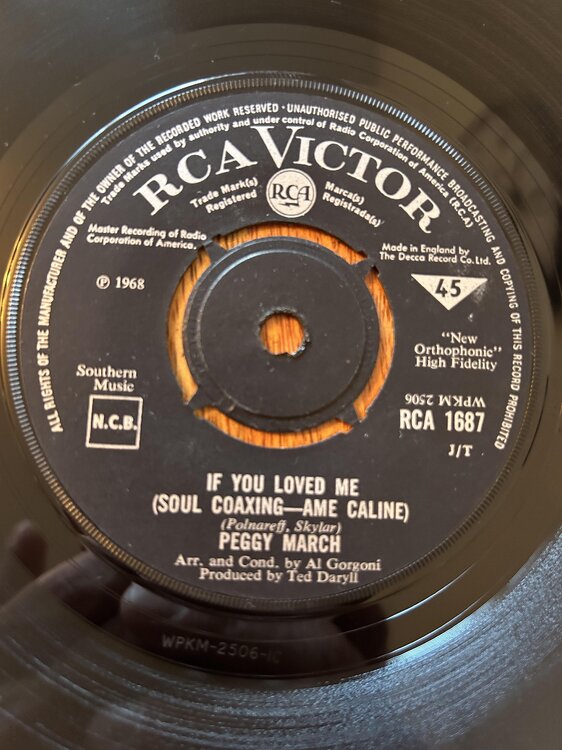 ALL RIGHTS OF THE MANUFACTURER AND OF THE OWNER OF THE RECORDED WORK RESERVED · UNAUTHORISED PUBLIC PERFORMANCE BROADCASTING AND COPYING OF THIS RECORD PROHIBITED
Trade Marks used by authority and under control of Radio Corporation of America, (R.C.A)
RCA VICTOR
Trade Mark(s)
Registered
RCA
Marca(s)
Registrada(s)
Master Recording of Radio
Corporation of America.
Made in England by
The Decca Record Co. Ltd.
℗ 1968
45
"New
Orthophonic"
High Fidelity
Southern
Music
N.C.B.
WPKM 2506
RCA 1687
J/T
IF YOU LOVED ME
(SOUL COAXING—AME CALINE)
(Polnareff, Skylar)
PEGGY MARCH
Arr. and Cond. by Al Gorgoni
Produced by Ted Daryll
WPKM-2506-1C